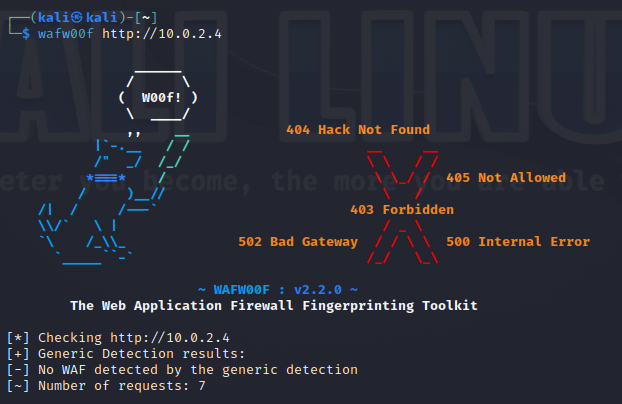 ┌──(kali㉿kali)-[~]
└─$ wafw00f http://10.0.2.4
W00f!
404 Hack Not Found
405 Not Allowed
403 Forbidden
502 Bad Gateway 500 Internal Error
~ WAFW00F : v2.2.0 ~
The Web Application Firewall Fingerprinting Toolkit
[*] Checking http://10.0.2.4
[+] Generic Detection results:
[-] No WAF detected by the generic detection
[~] Number of requests: 7